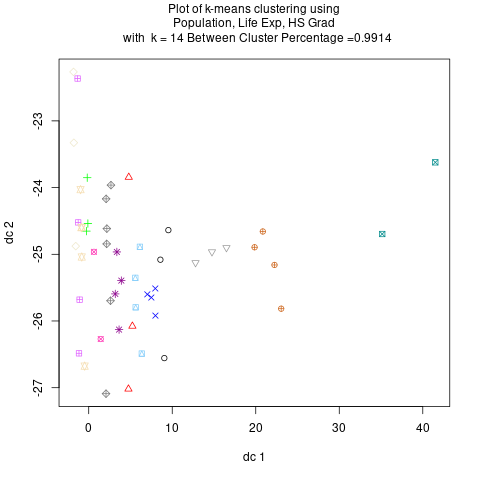 Plot of k-means clustering using
Population, Life Exp, HS Grad
with  k = 14 Between Cluster Percentage =0.9914
dc 2
-23
-24
-25
-26
-27
0 10 20 30 40
dc 1